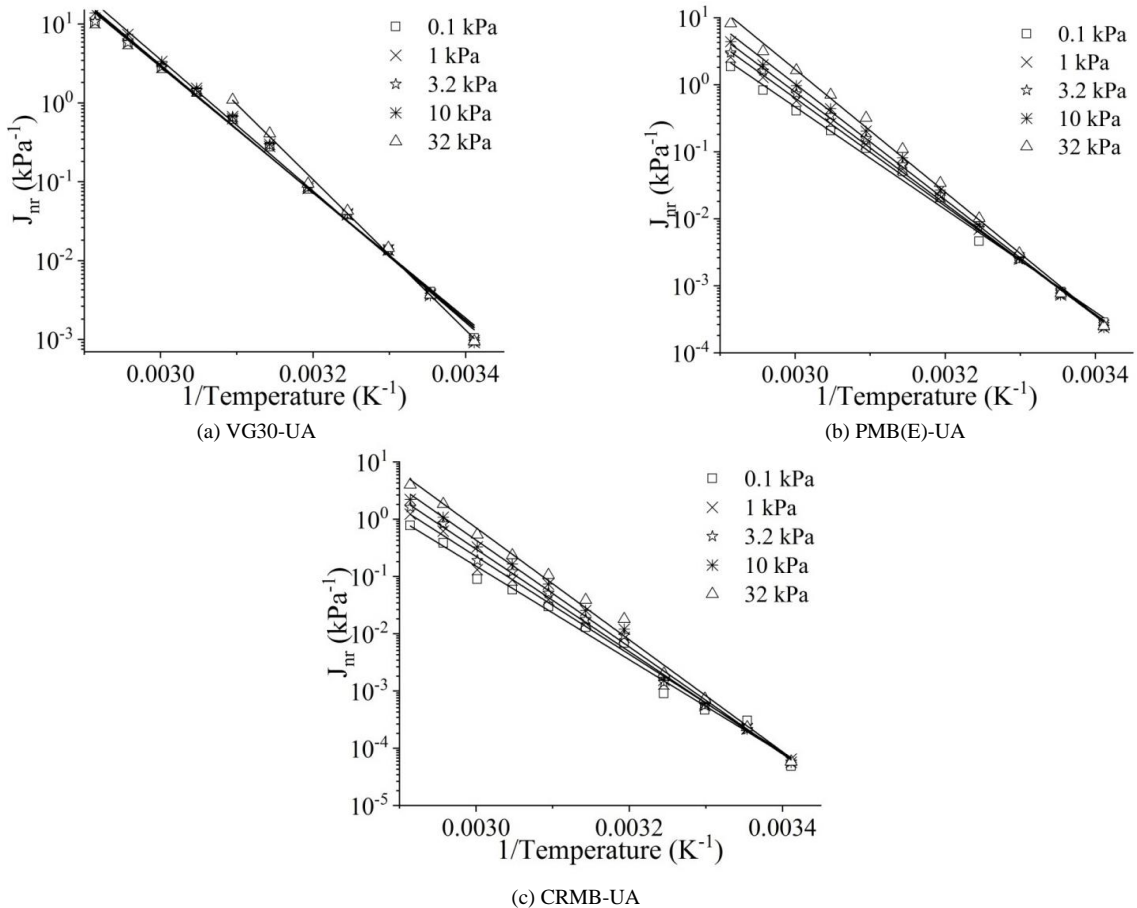 10¹
10⁰
10⁻¹
10⁻²
10⁻³
J_nr (kPa⁻¹)
0.1 kPa
1 kPa
3.2 kPa
10 kPa
32 kPa
0.0030 0.0032 0.0034
1/Temperature (K⁻¹)
(a) VG30-UA
10¹
10⁰
10⁻¹
10⁻²
10⁻³
10⁻⁴
J_nr (kPa⁻¹)
0.1 kPa
1 kPa
3.2 kPa
10 kPa
32 kPa
0.0030 0.0032 0.0034
1/Temperature (K⁻¹)
(b) PMB(E)-UA
10¹
10⁰
10⁻¹
10⁻²
10⁻³
10⁻⁴
10⁻⁵
J_nr (kPa⁻¹)
0.1 kPa
1 kPa
3.2 kPa
10 kPa
32 kPa
0.0030 0.0032 0.0034
1/Temperature (K⁻¹)
(c) CRMB-UA